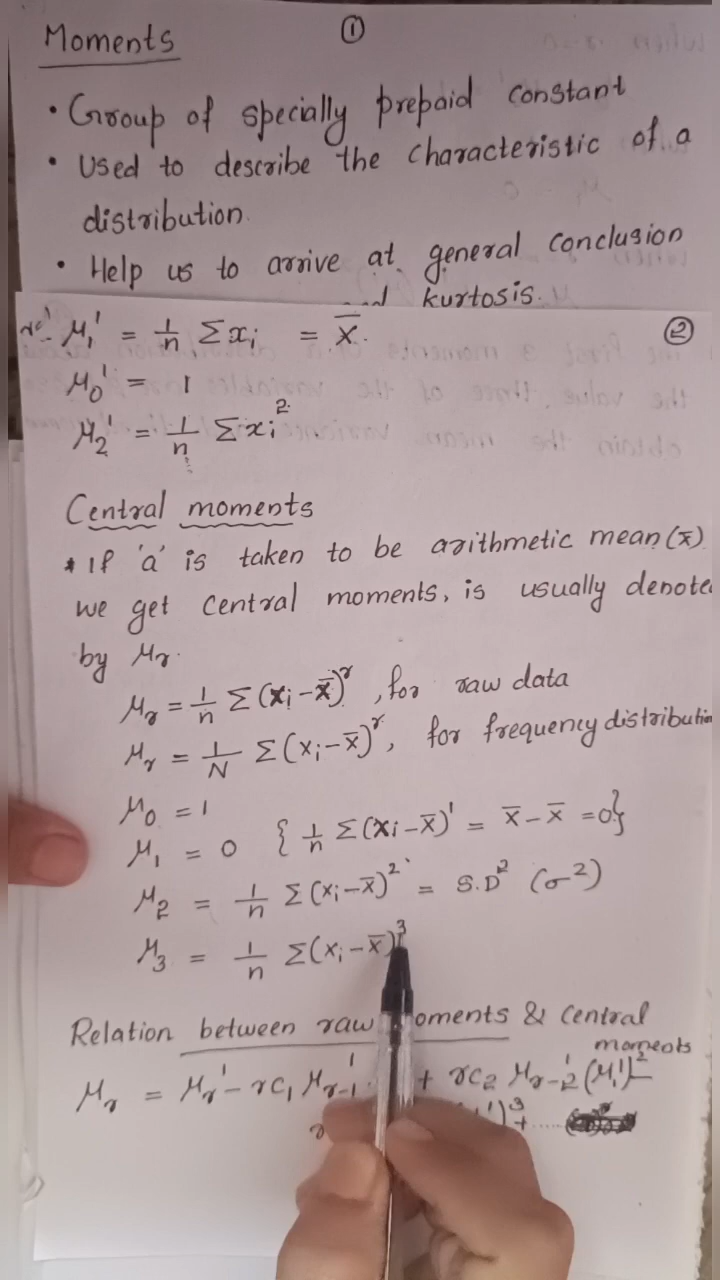 Moments
①
• Group of specially prepaid constant
• Used to describe the characteristic of a
distribution.
• Help us to arrive at general conclusion
kurtosis.
②
μ₁' = 1/n Σxᵢ = x̄.
μ₀' = 1
μ₂' = 1/n Σxᵢ²
Central moments
* If 'a' is taken to be arithmetic mean (x̄)
we get central moments, is usually denote
by μᵣ.
μᵣ = 1/n Σ(xᵢ-x̄)ʳ, for raw data
μᵣ = 1/N Σ(xᵢ-x̄)ʳ, for frequency distributi
μ₀ = 1
μ₁ = 0 {1/n Σ(xᵢ-x̄)¹ = x̄-x̄ =0}
μ₂ = 1/n Σ(xᵢ-x̄)² = S.D² (σ²)
μ₃ = 1/n Σ(xᵢ-x̄)³
Relation between raw oments & Central
moments
μᵣ = μᵣ' - rc₁ μᵣ₋₁' + rc₂ μᵣ₋₂' (μ₁')²-
')³+ ....